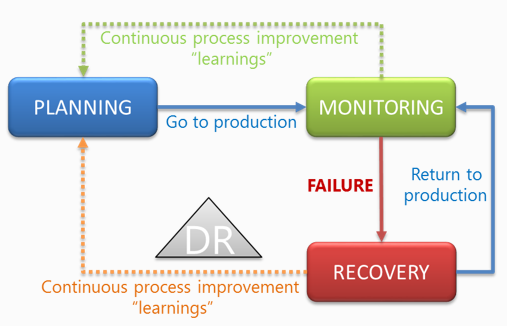 Continuous process improvement
“learnings”
PLANNING
MONITORING
Go to production
FAILURE
Return to
production
DR
RECOVERY
Continuous process improvement
“learnings”